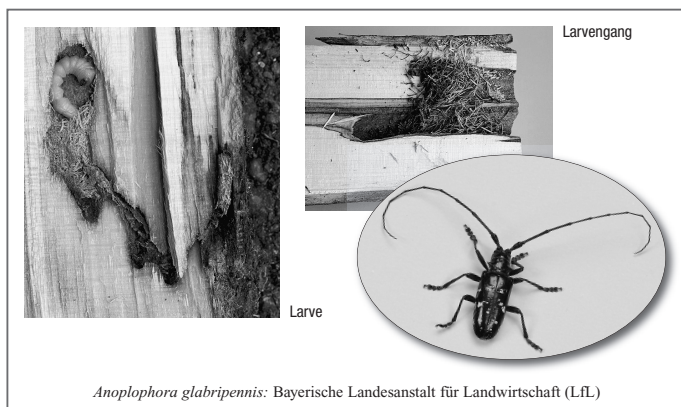 Larvengang
Larve
Anoplophora glabripennis: Bayerische Landesanstalt für Landwirtschaft (LfL)